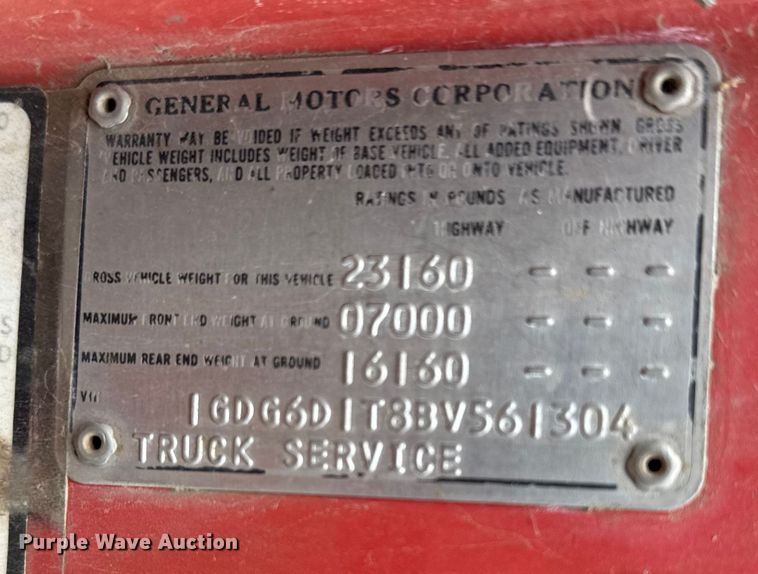 GENERAL MOTORS CORPORATION
WARRANTY MAY BE VOIDED IF WEIGHT EXCEEDS ANY OF RATINGS SHOWN. GROSS
VEHICLE WEIGHT INCLUDES WEIGHT OF BASE VEHICLE, ALL ADDED EQUIPMENT, DRIVER
AND PASSENGERS, AND ALL PROPERTY LOADED INTO OR ONTO VEHICLE.
RATINGS IN POUNDS AS MANUFACTURED
HIGHWAY OFF HIGHWAY
GROSS VEHICLE WEIGHT FOR THIS VEHICLE 23160 - - -
MAXIMUM FRONT END WEIGHT AT GROUND 07000 - - -
MAXIMUM REAR END WEIGHT AT GROUND 16160 - - -
VIN 1GDG6D1T8BV561304
TRUCK SERVICE
Purple Wave Auction